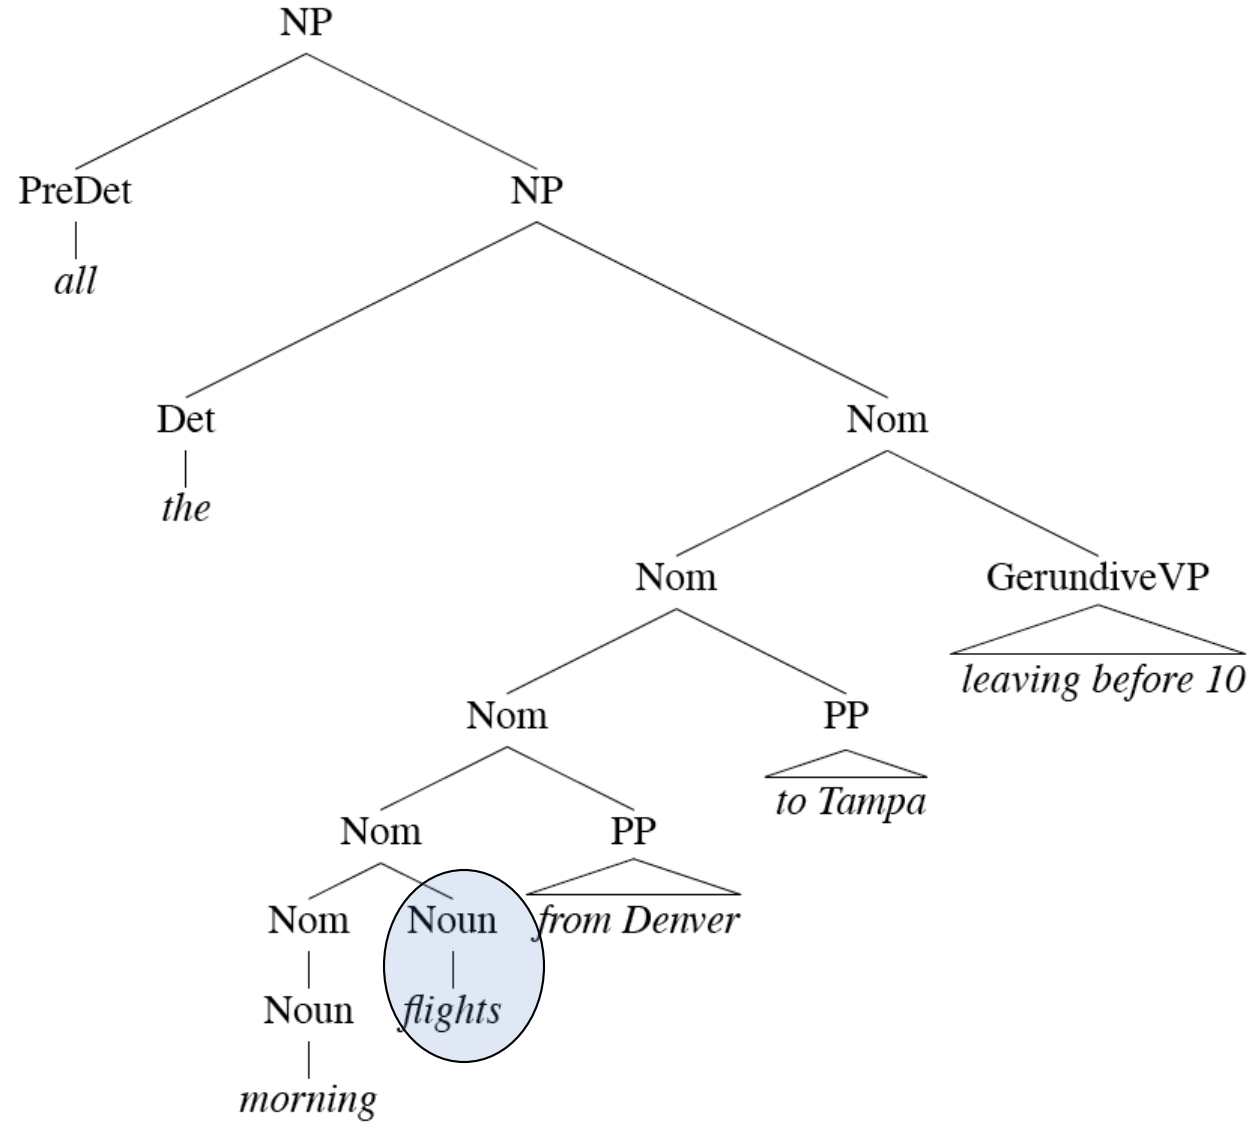 NP
PreDet NP
all
Det Nom
the
Nom GerundiveVP
leaving before 10
Nom PP
to Tampa
Nom PP
Nom Noun from Denver
Noun flights
morning